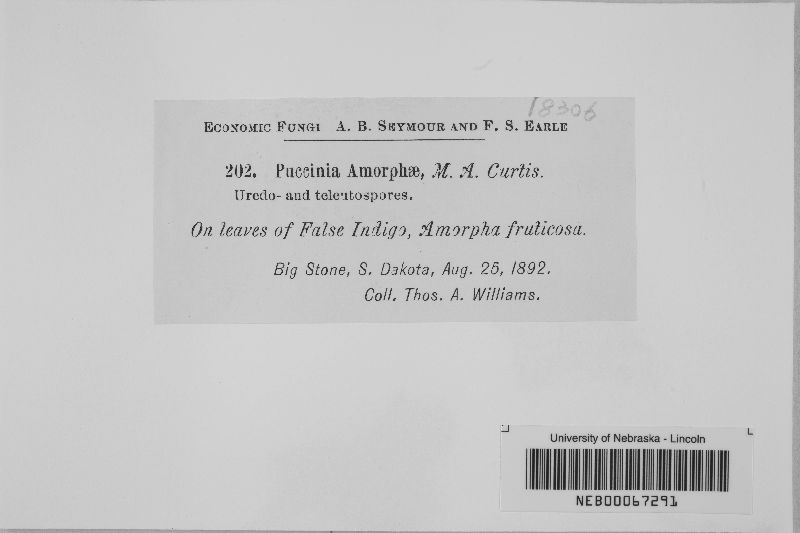 18306
Economic Fungi A. B. Seymour and F. S. Earle
202. Puccinia Amorphæ, M. A. Curtis.
Uredo- and teleutospores.
On leaves of False Indigo, Amorpha fruticosa.
Big Stone, S. Dakota, Aug. 25, 1892.
Coll. Thos. A. Williams.
University of Nebraska - Lincoln
NEB00067291